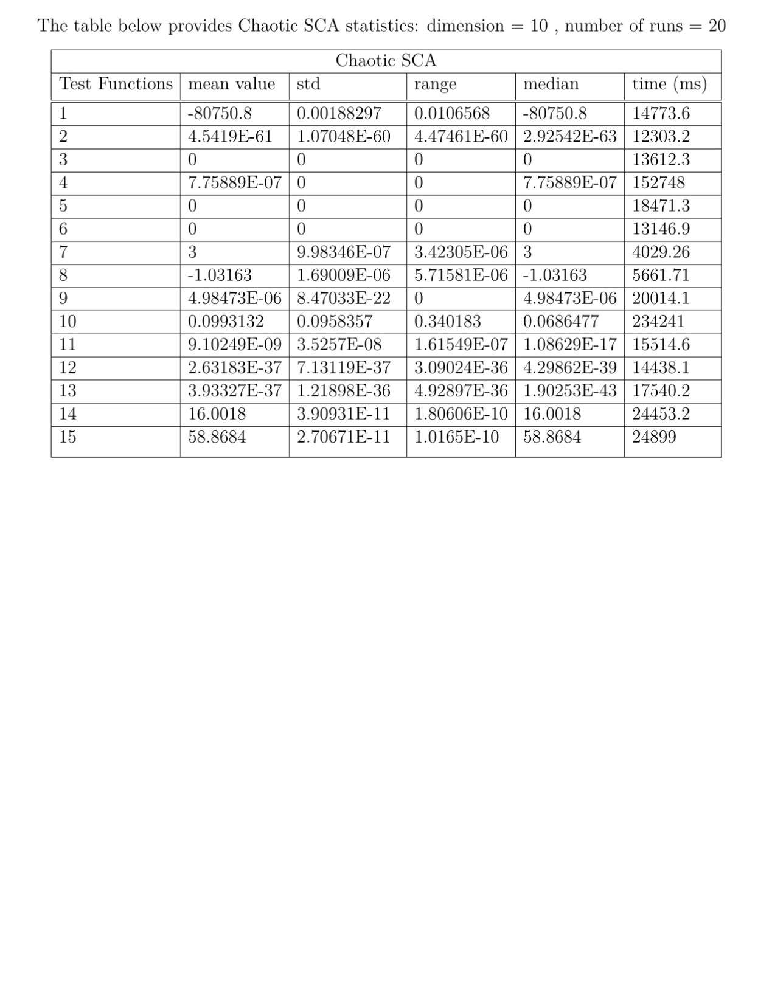 The table below provides Chaotic SCA statistics: dimension = 10 , number of runs = 20
Chaotic SCA
Test Functions mean value std range median time (ms)
1 -80750.8 0.00188297 0.0106568 -80750.8 14773.6
2 4.5419E-61 1.07048E-60 4.47461E-60 2.92542E-63 12303.2
3 0 0 0 0 13612.3
4 7.75889E-07 0 0 7.75889E-07 152748
5 0 0 0 0 18471.3
6 0 0 0 0 13146.9
7 3 9.98346E-07 3.42305E-06 3 4029.26
8 -1.03163 1.69009E-06 5.71581E-06 -1.03163 5661.71
9 4.98473E-06 8.47033E-22 0 4.98473E-06 20014.1
10 0.0993132 0.0958357 0.340183 0.0686477 234241
11 9.10249E-09 3.5257E-08 1.61549E-07 1.08629E-17 15514.6
12 2.63183E-37 7.13119E-37 3.09024E-36 4.29862E-39 14438.1
13 3.93327E-37 1.21898E-36 4.92897E-36 1.90253E-43 17540.2
14 16.0018 3.90931E-11 1.80606E-10 16.0018 24453.2
15 58.8684 2.70671E-11 1.0165E-10 58.8684 24899